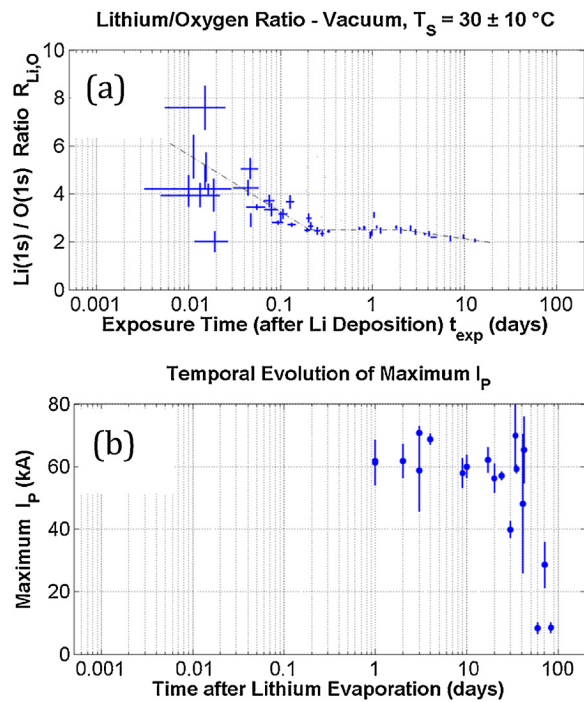 Lithium/Oxygen Ratio - Vacuum, T_S = 30 ± 10 °C
(a)
Li(1s) / O(1s) Ratio R_Li,O
10
8
6
4
2
0
0.001 0.01 0.1 1 10 100
Exposure Time (after Li Deposition) t_exp (days)
Temporal Evolution of Maximum I_P
(b)
Maximum I_P (kA)
80
60
40
20
0
0.001 0.01 0.1 1 10 100
Time after Lithium Evaporation (days)